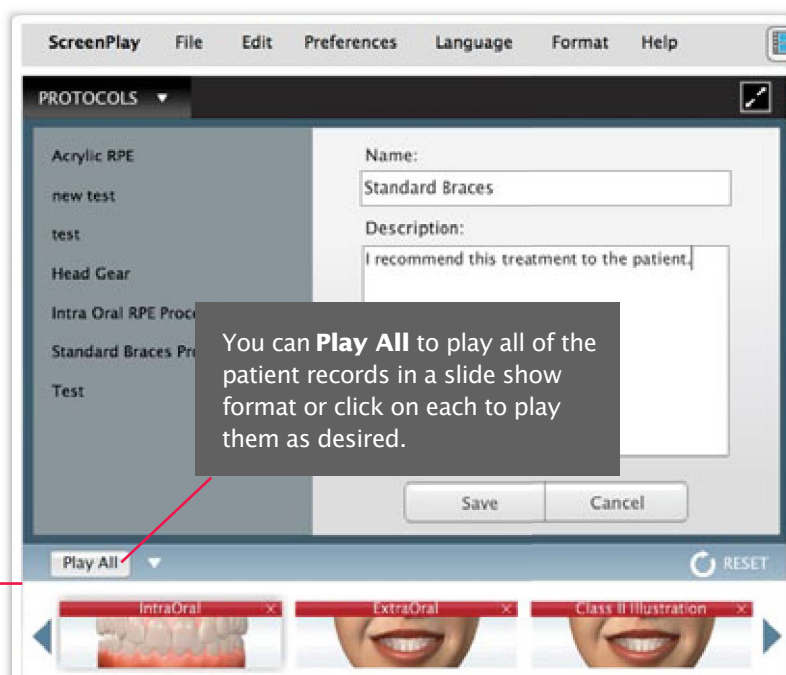 ScreenPlay File Edit Preferences Language Format Help
PROTOCOLS
Acrylic RPE
new test
test
Head Gear
Intra Oral RPE Proc
Standard Braces Pr
Test
Name:
Standard Braces
Description:
I recommend this treatment to the patient.
You can Play All to play all of the
patient records in a slide show
format or click on each to play
them as desired.
Save Cancel
Play All RESET
IntraOral ExtraOral Class II Illustration